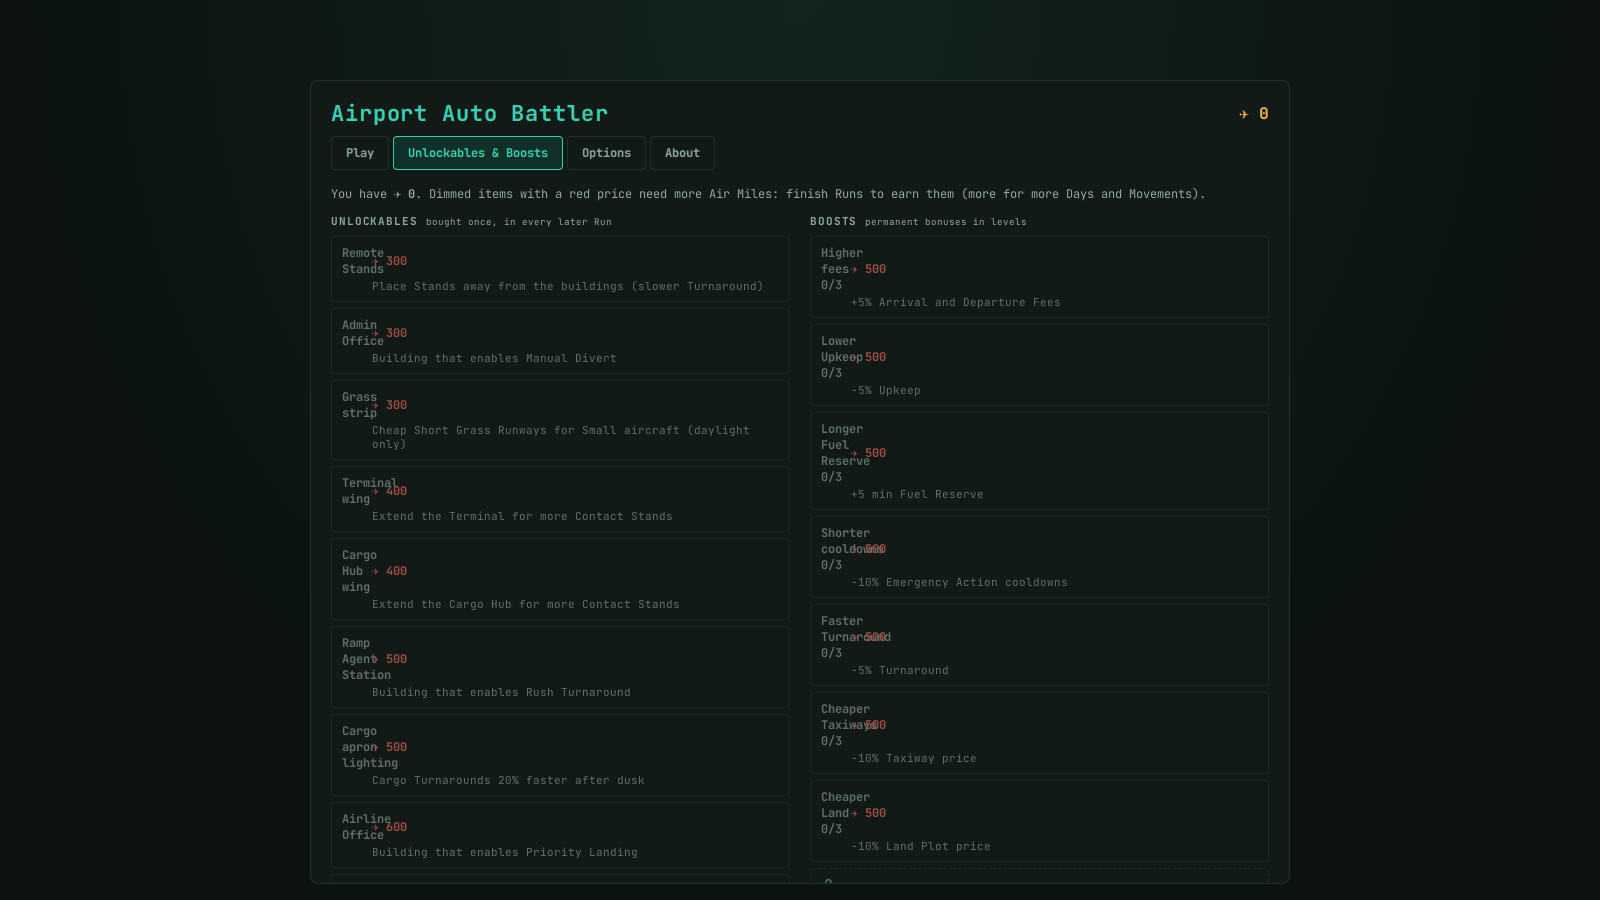 Airport Auto Battler
✈ 0
Play
Unlockables & Boosts
Options
About
You have ✈ 0. Dimmed items with a red price need more Air Miles: finish Runs to earn them (more for more Days and Movements).
UNLOCKABLES bought once, in every later Run
Remote
Stands
✈ 300
Place Stands away from the buildings (slower Turnaround)
Admin
Office
✈ 300
Building that enables Manual Divert
Grass
strip
✈ 300
Cheap Short Grass Runways for Small aircraft (daylight
only)
Terminal
wing
✈ 400
Extend the Terminal for more Contact Stands
Cargo
Hub
wing
✈ 400
Extend the Cargo Hub for more Contact Stands
Ramp
Agent
Station
✈ 500
Building that enables Rush Turnaround
Cargo
apron
lighting
✈ 500
Cargo Turnarounds 20% faster after dusk
Airline
Office
✈ 600
Building that enables Priority Landing
BOOSTS permanent bonuses in levels
Higher
fees
0/3
✈ 500
+5% Arrival and Departure Fees
Lower
Upkeep
0/3
✈ 500
-5% Upkeep
Longer
Fuel
Reserve
0/3
✈ 500
+5 min Fuel Reserve
Shorter
cooldowns
0/3
✈ 500
-10% Emergency Action cooldowns
Faster
Turnaround
0/3
✈ 500
-5% Turnaround
Cheaper
Taxiways
0/3
✈ 500
-10% Taxiway price
Cheaper
Land
0/3
✈ 500
-10% Land Plot price